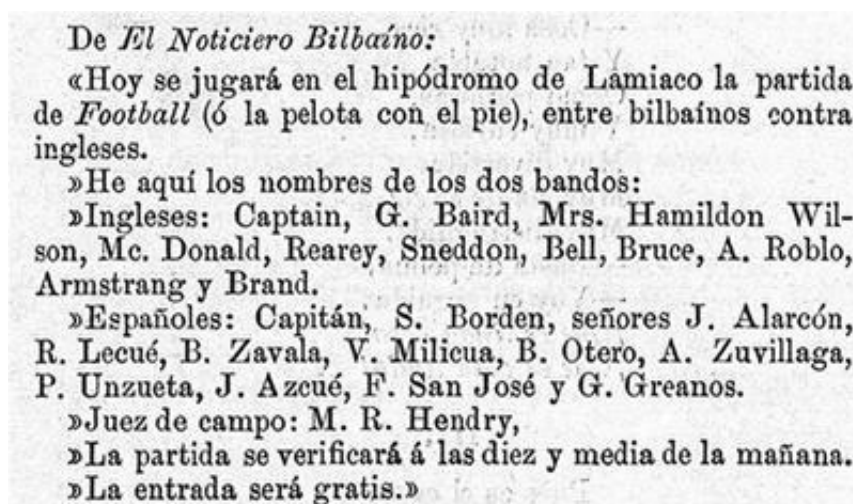 De El Noticiero Bilbaíno:
«Hoy se jugará en el hipódromo de Lamiaco la partida
de Football (ó la pelota con el pie), entre bilbaínos contra
ingleses.
»He aquí los nombres de los dos bandos:
»Ingleses: Captain, G. Baird, Mrs. Hamildon Wil-
son, Mc. Donald, Rearey, Sneddon, Bell, Bruce, A. Roblo,
Armstrang y Brand.
»Españoles: Capitán, S. Borden, señores J. Alarcón,
R. Lecué, B. Zavala, V. Milicua, B. Otero, A. Zuvillaga,
P. Unzueta, J. Azcué, F. San José y G. Greanos.
»Juez de campo: M. R. Hendry,
»La partida se verificará á las diez y media de la mañana.
»La entrada será gratis.»